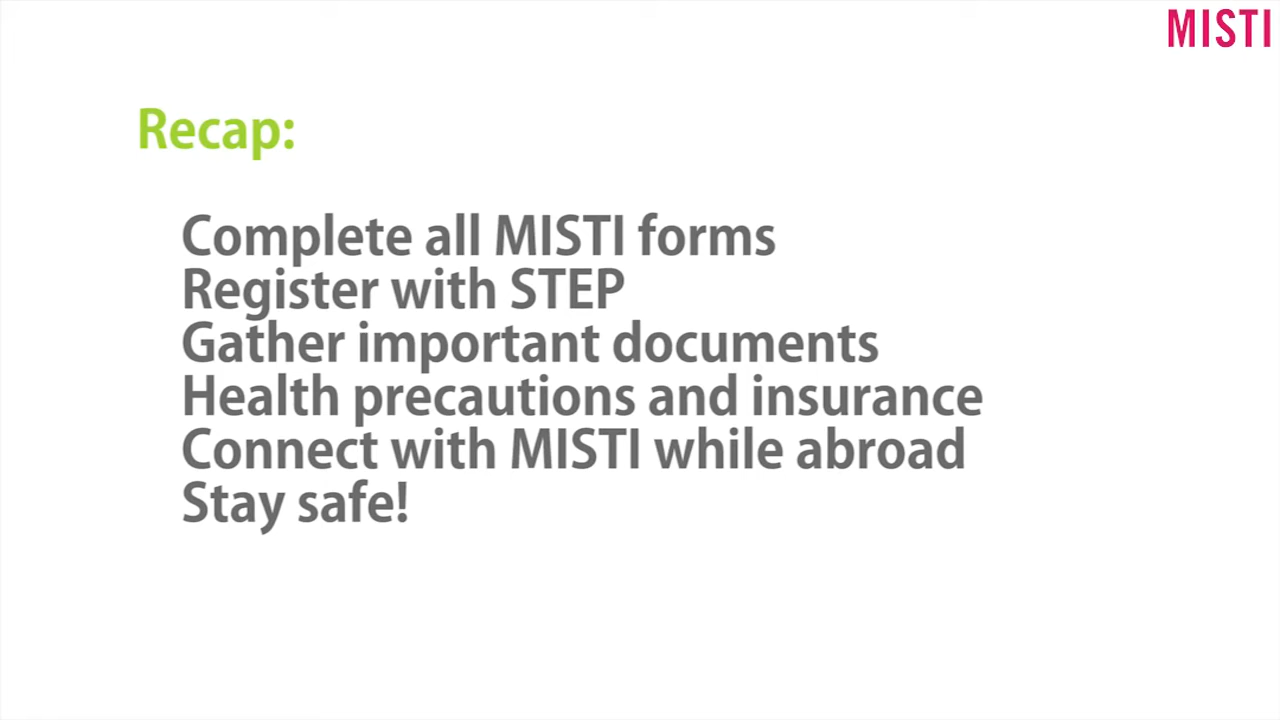 MISTI
Recap:
Complete all MISTI forms
Register with STEP
Gather important documents
Health precautions and insurance
Connect with MISTI while abroad
Stay safe!